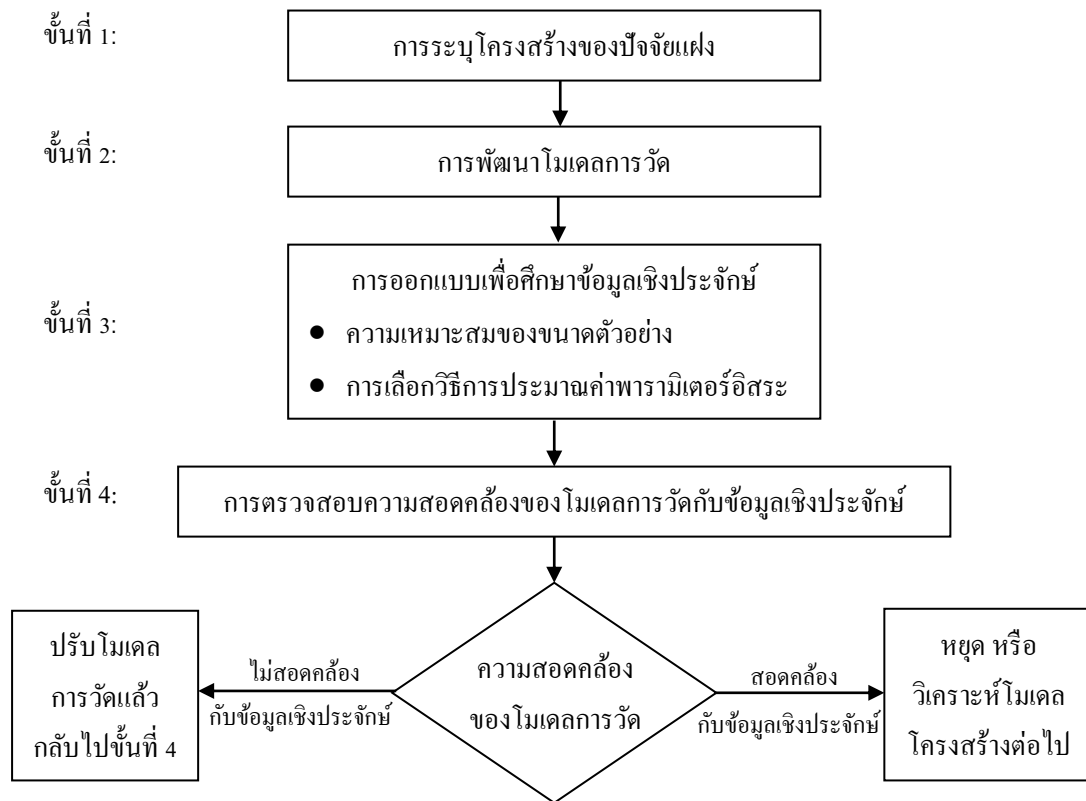 ขั้นที่ 1:
การระบุโครงสร้างของปัจจัยแฝง
ขั้นที่ 2:
การพัฒนาโมเดลการวัด
ขั้นที่ 3:
การออกแบบเพื่อศึกษาข้อมูลเชิงประจักษ์
● ความเหมาะสมของขนาดตัวอย่าง
● การเลือกวิธีการประมาณค่าพารามิเตอร์อิสระ
ขั้นที่ 4:
การตรวจสอบความสอดคล้องของโมเดลการวัดกับข้อมูลเชิงประจักษ์
ปรับโมเดล
การวัดแล้ว
กลับไปขั้นที่ 4
ไม่สอดคล้อง
กับข้อมูลเชิงประจักษ์
ความสอดคล้อง
ของโมเดลการวัด
สอดคล้อง
กับข้อมูลเชิงประจักษ์
หยุด หรือ
วิเคราะห์โมเดล
โครงสร้างต่อไป